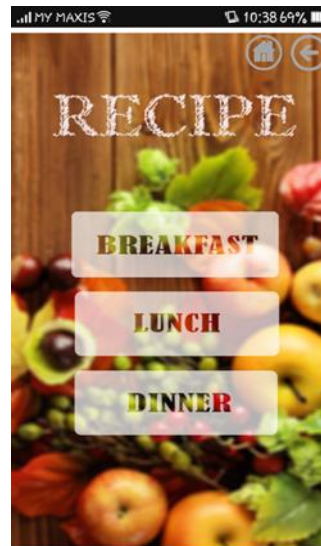 MY MAXIS 10:38 69%
RECIPE
BREAKFAST
LUNCH
DINNER